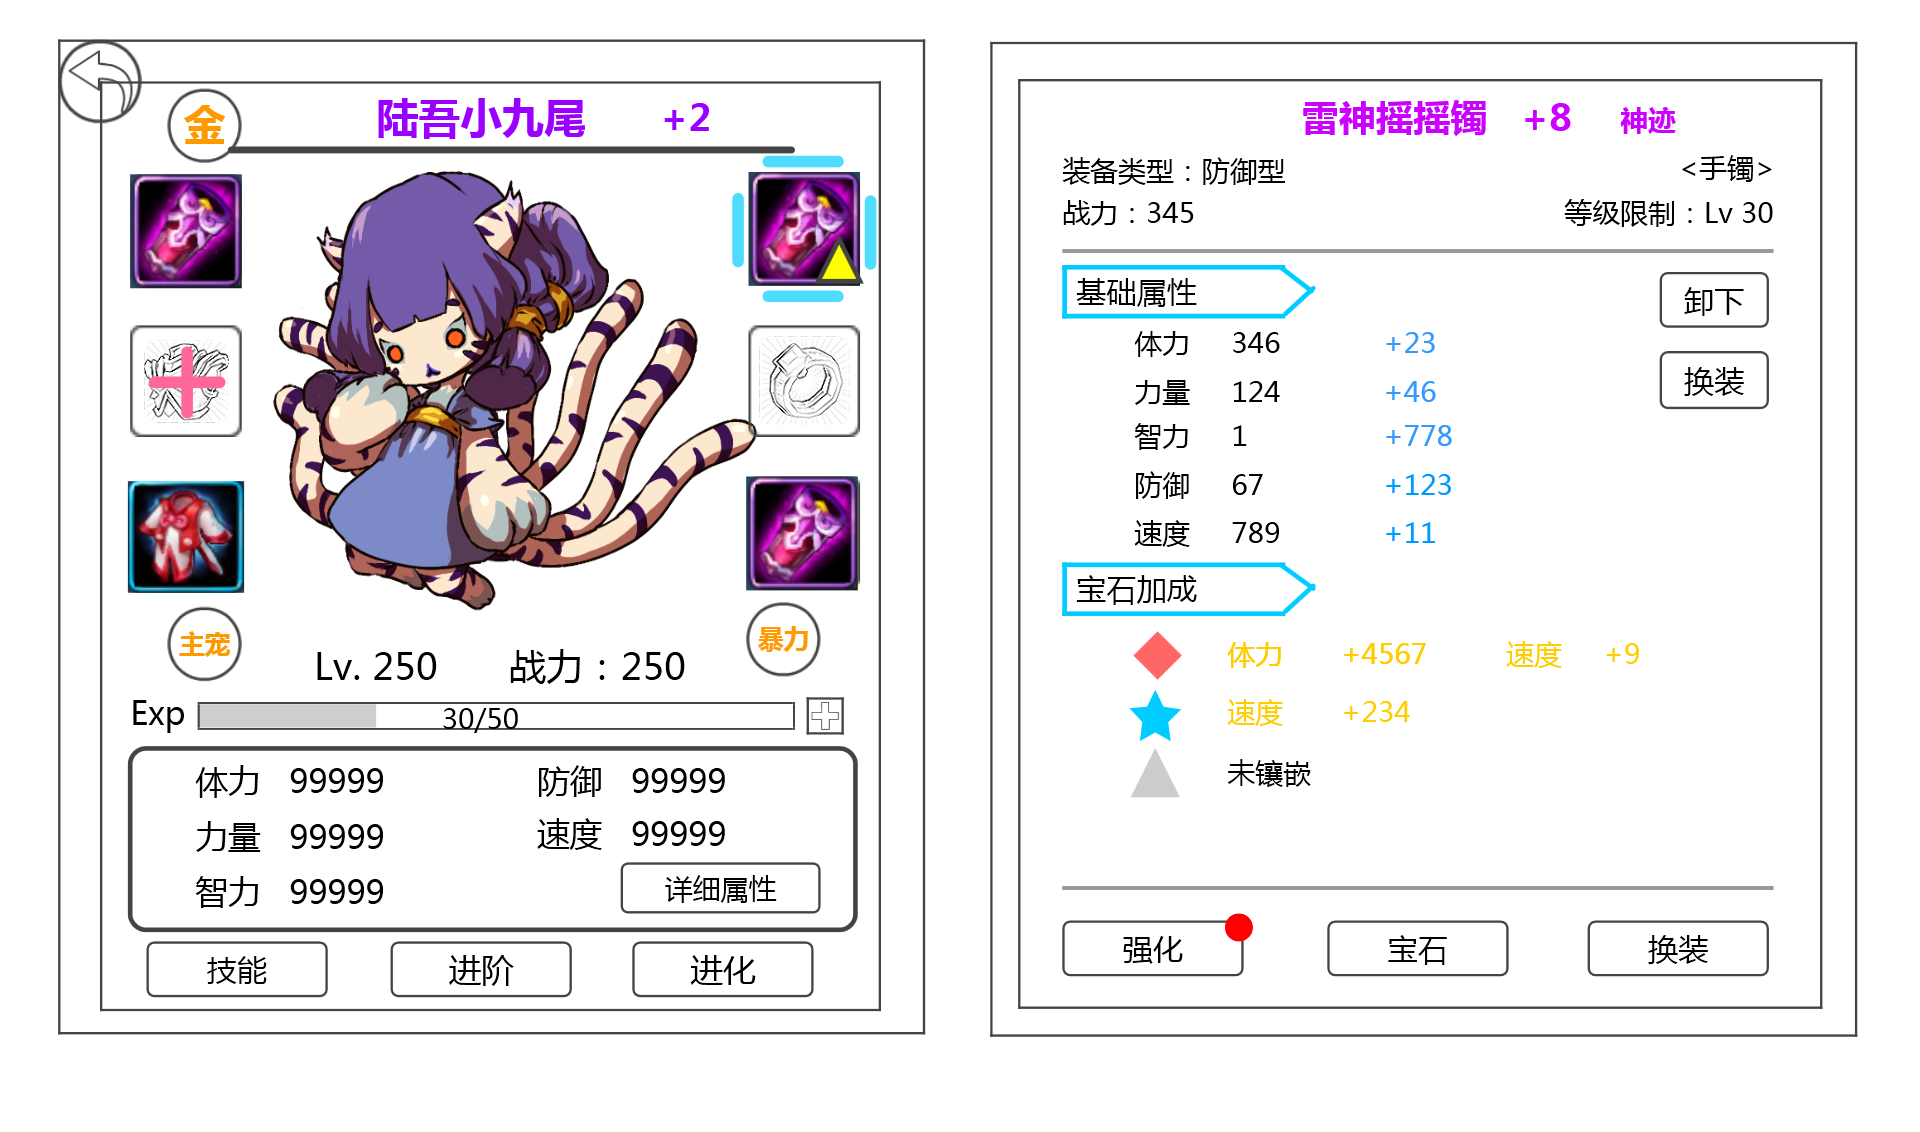 金 陆吾小九尾 +2
主宠 暴力
Lv. 250 战力：250
Exp 30/50
体力 99999 防御 99999
力量 99999 速度 99999
智力 99999 详细属性
技能 进阶 进化
雷神摇摇镯 +8 神迹
装备类型：防御型 <手镯>
战力：345 等级限制：Lv 30
基础属性 卸下
体力 346 +23
换装
力量 124 +46
智力 1 +778
防御 67 +123
速度 789 +11
宝石加成
体力 +4567 速度 +9
速度 +234
未镶嵌
强化 宝石 换装